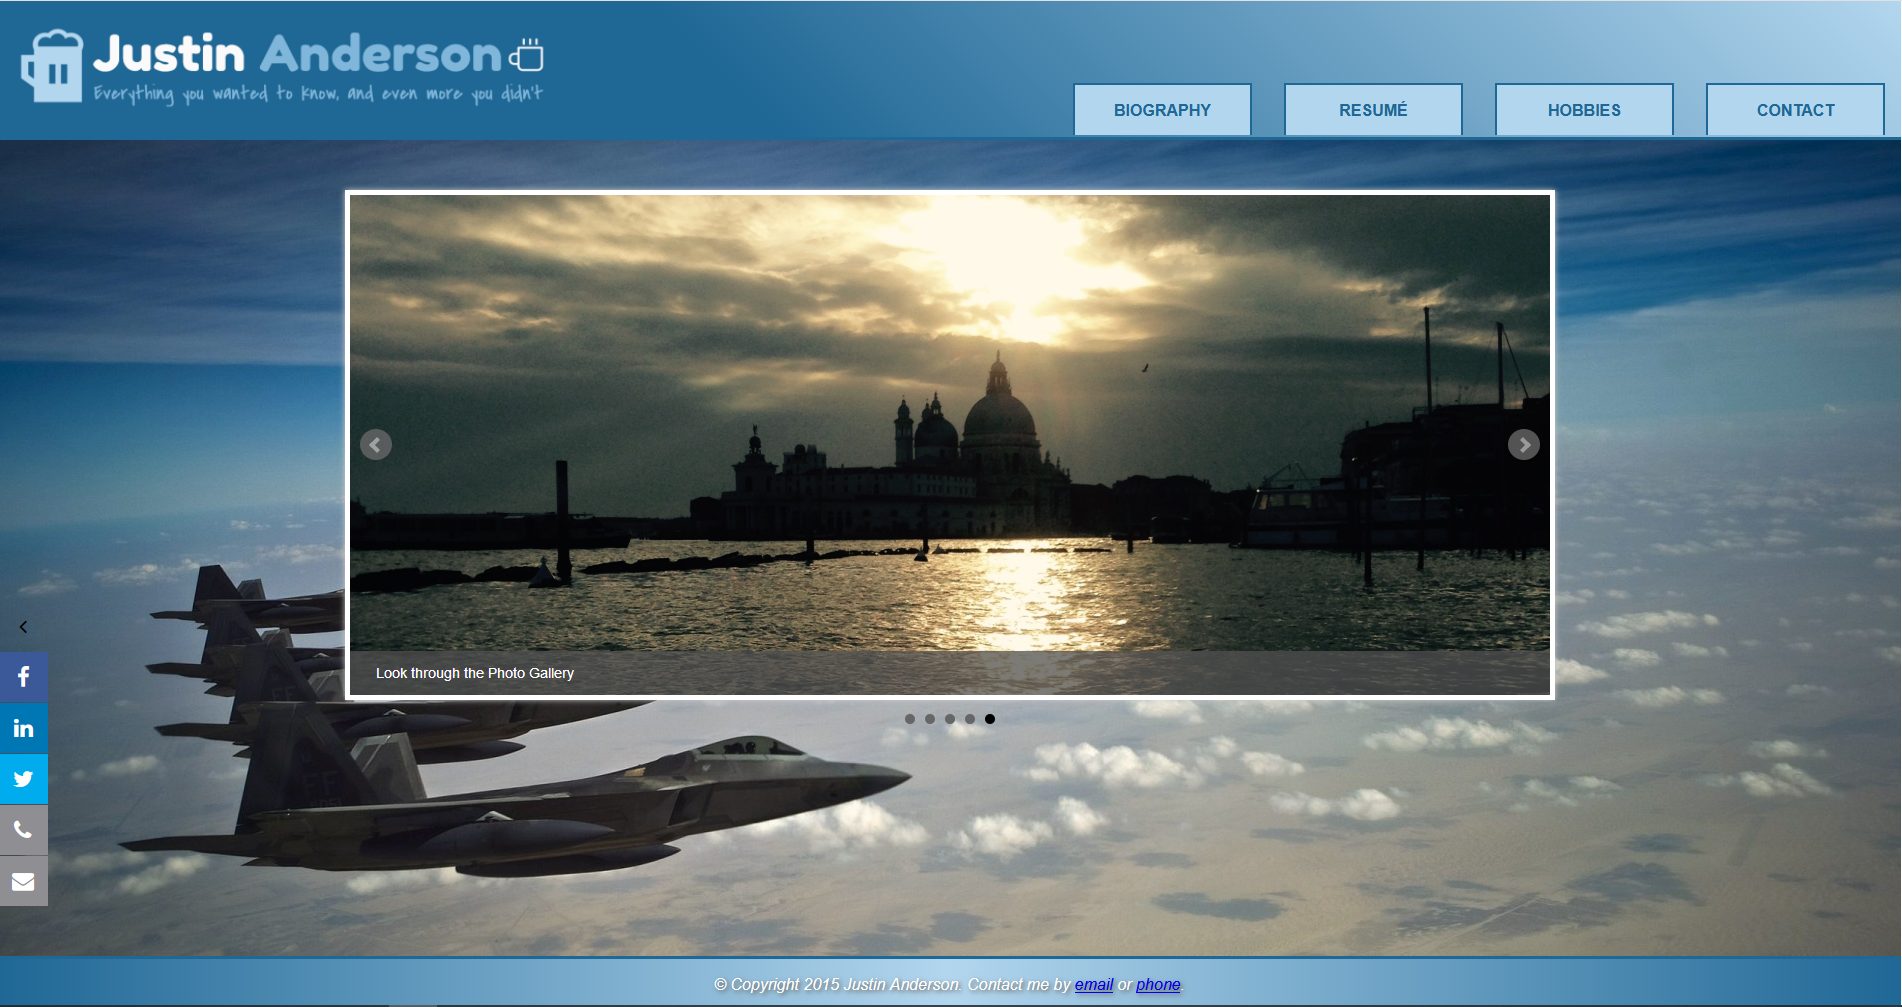 Justin Anderson
Everything you wanted to know, and even more you didn't
BIOGRAPHY
RESUMÉ
HOBBIES
CONTACT
Look through the Photo Gallery
© Copyright 2015 Justin Anderson. Contact me by email or phone